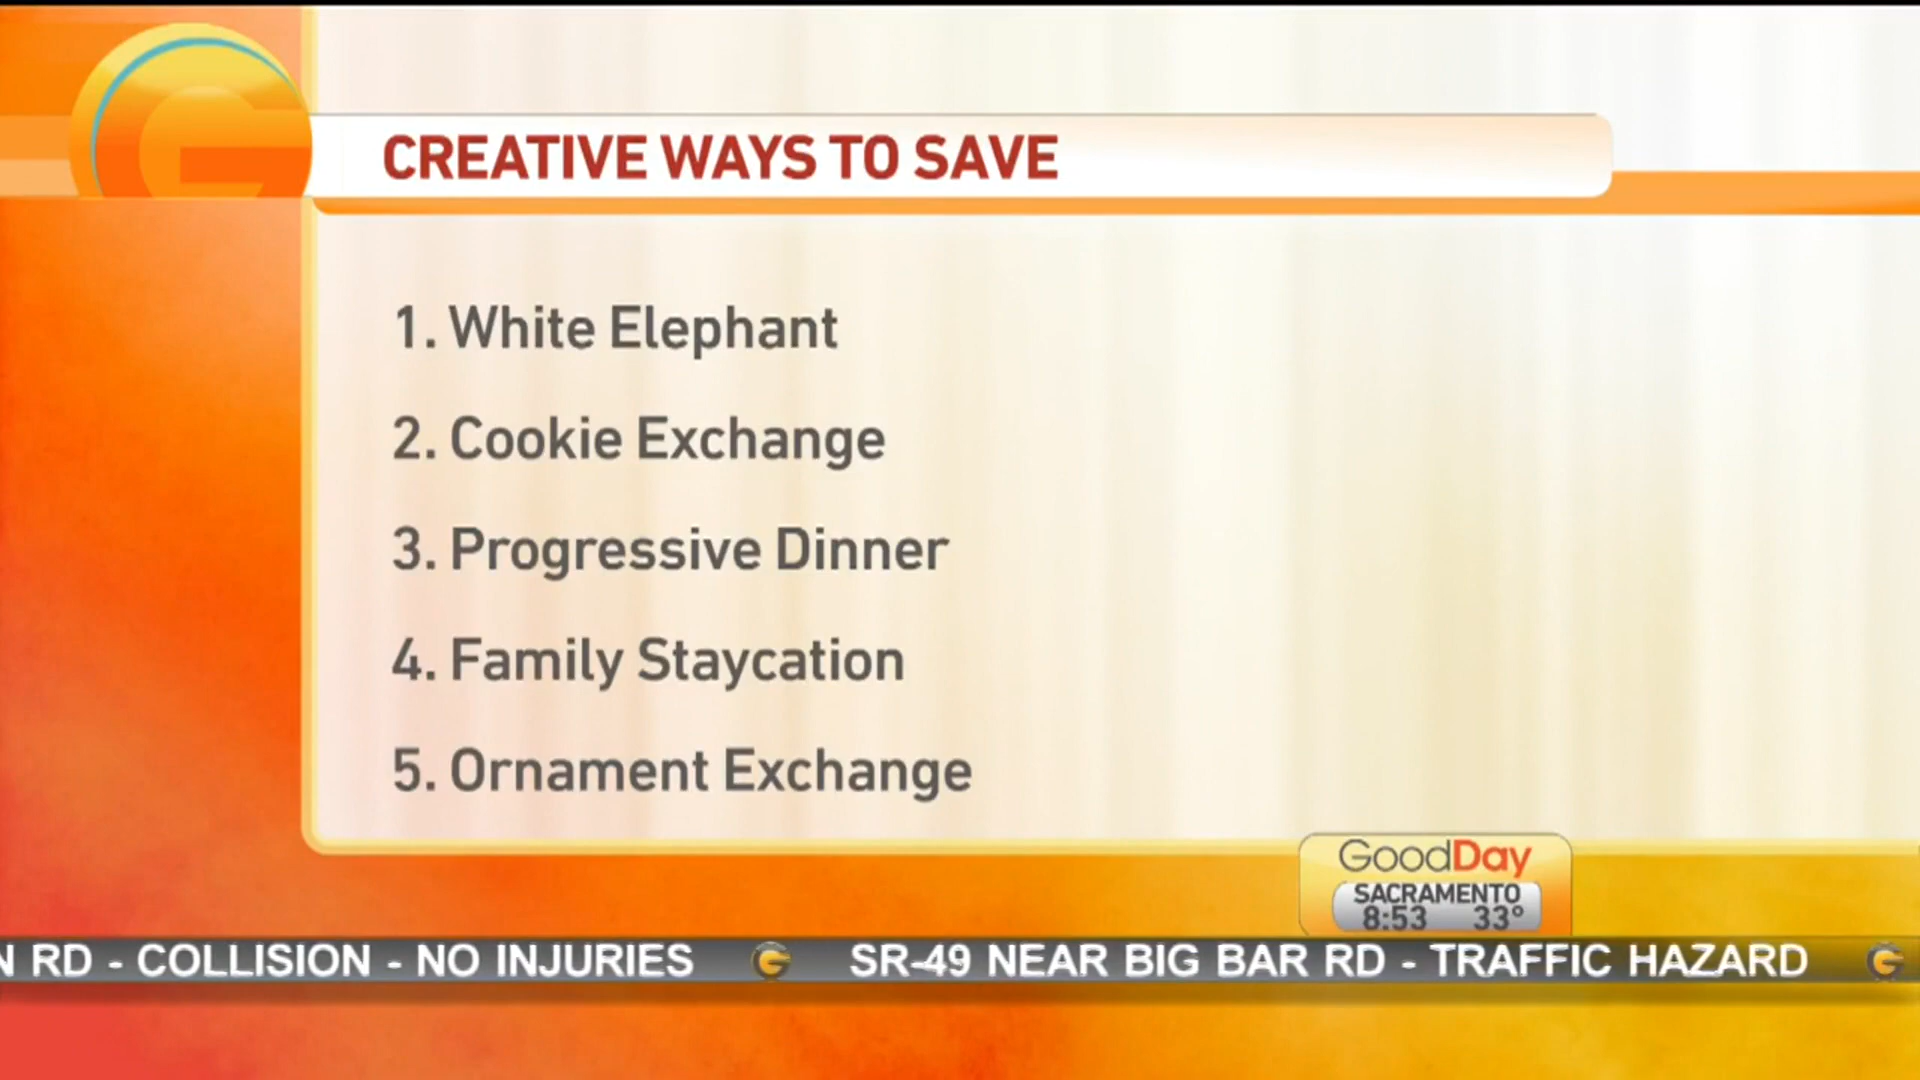 CREATIVE WAYS TO SAVE
1. White Elephant
2. Cookie Exchange
3. Progressive Dinner
4. Family Staycation
5. Ornament Exchange
GoodDay
SACRAMENTO
8:53 33°
N RD - COLLISION - NO INJURIES SR-49 NEAR BIG BAR RD - TRAFFIC HAZARD